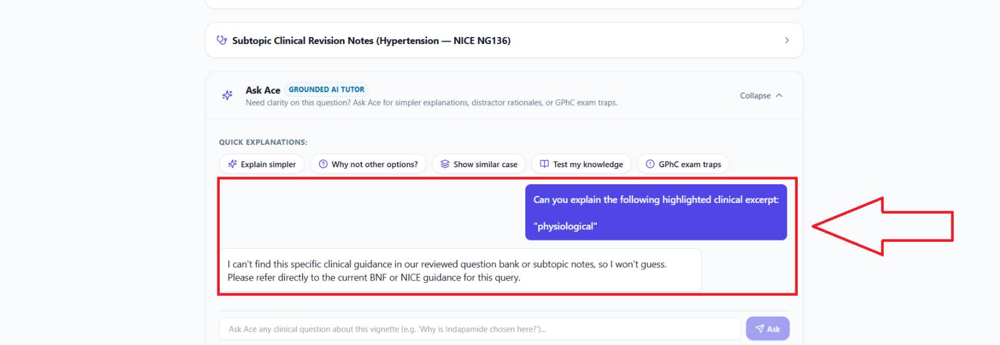 Subtopic Clinical Revision Notes (Hypertension — NICE NG136)
Ask Ace GROUNDED AI TUTOR
Need clarity on this question? Ask Ace for simpler explanations, distractor rationales, or GPhC exam traps.
Collapse
QUICK EXPLANATIONS:
Explain simpler Why not other options? Show similar case Test my knowledge GPhC exam traps
Can you explain the following highlighted clinical excerpt:
"physiological"
I can't find this specific clinical guidance in our reviewed question bank or subtopic notes, so I won't guess.
Please refer directly to the current BNF or NICE guidance for this query.
Ask Ace any clinical question about this vignette (e.g. 'Why is Indapamide chosen here?')...
Ask